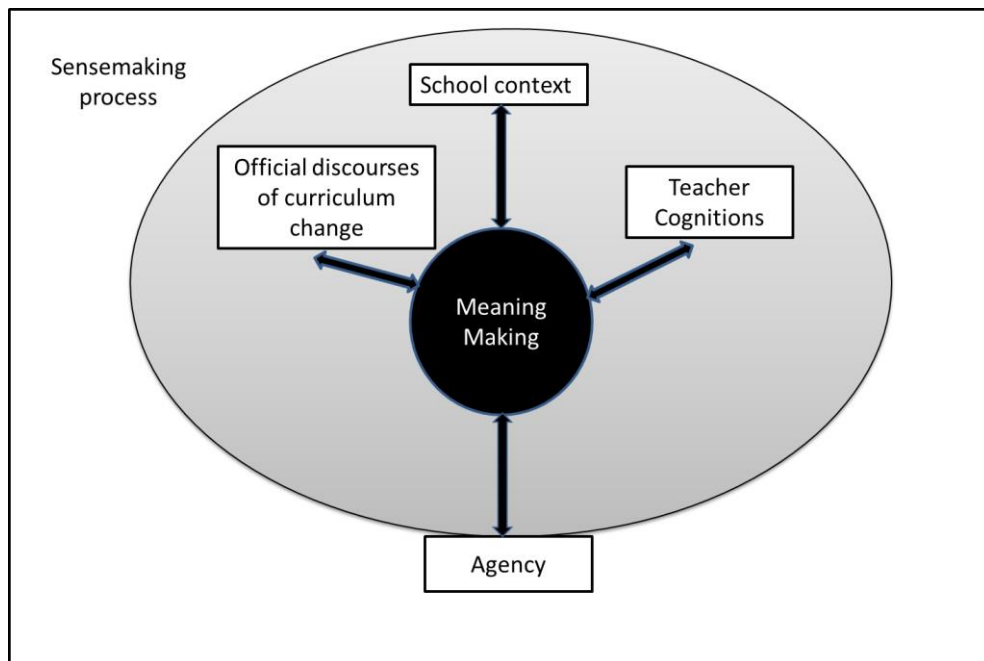 Sensemaking
process
School context
Official discourses
of curriculum
change
Teacher
Cognitions
Meaning
Making
Agency